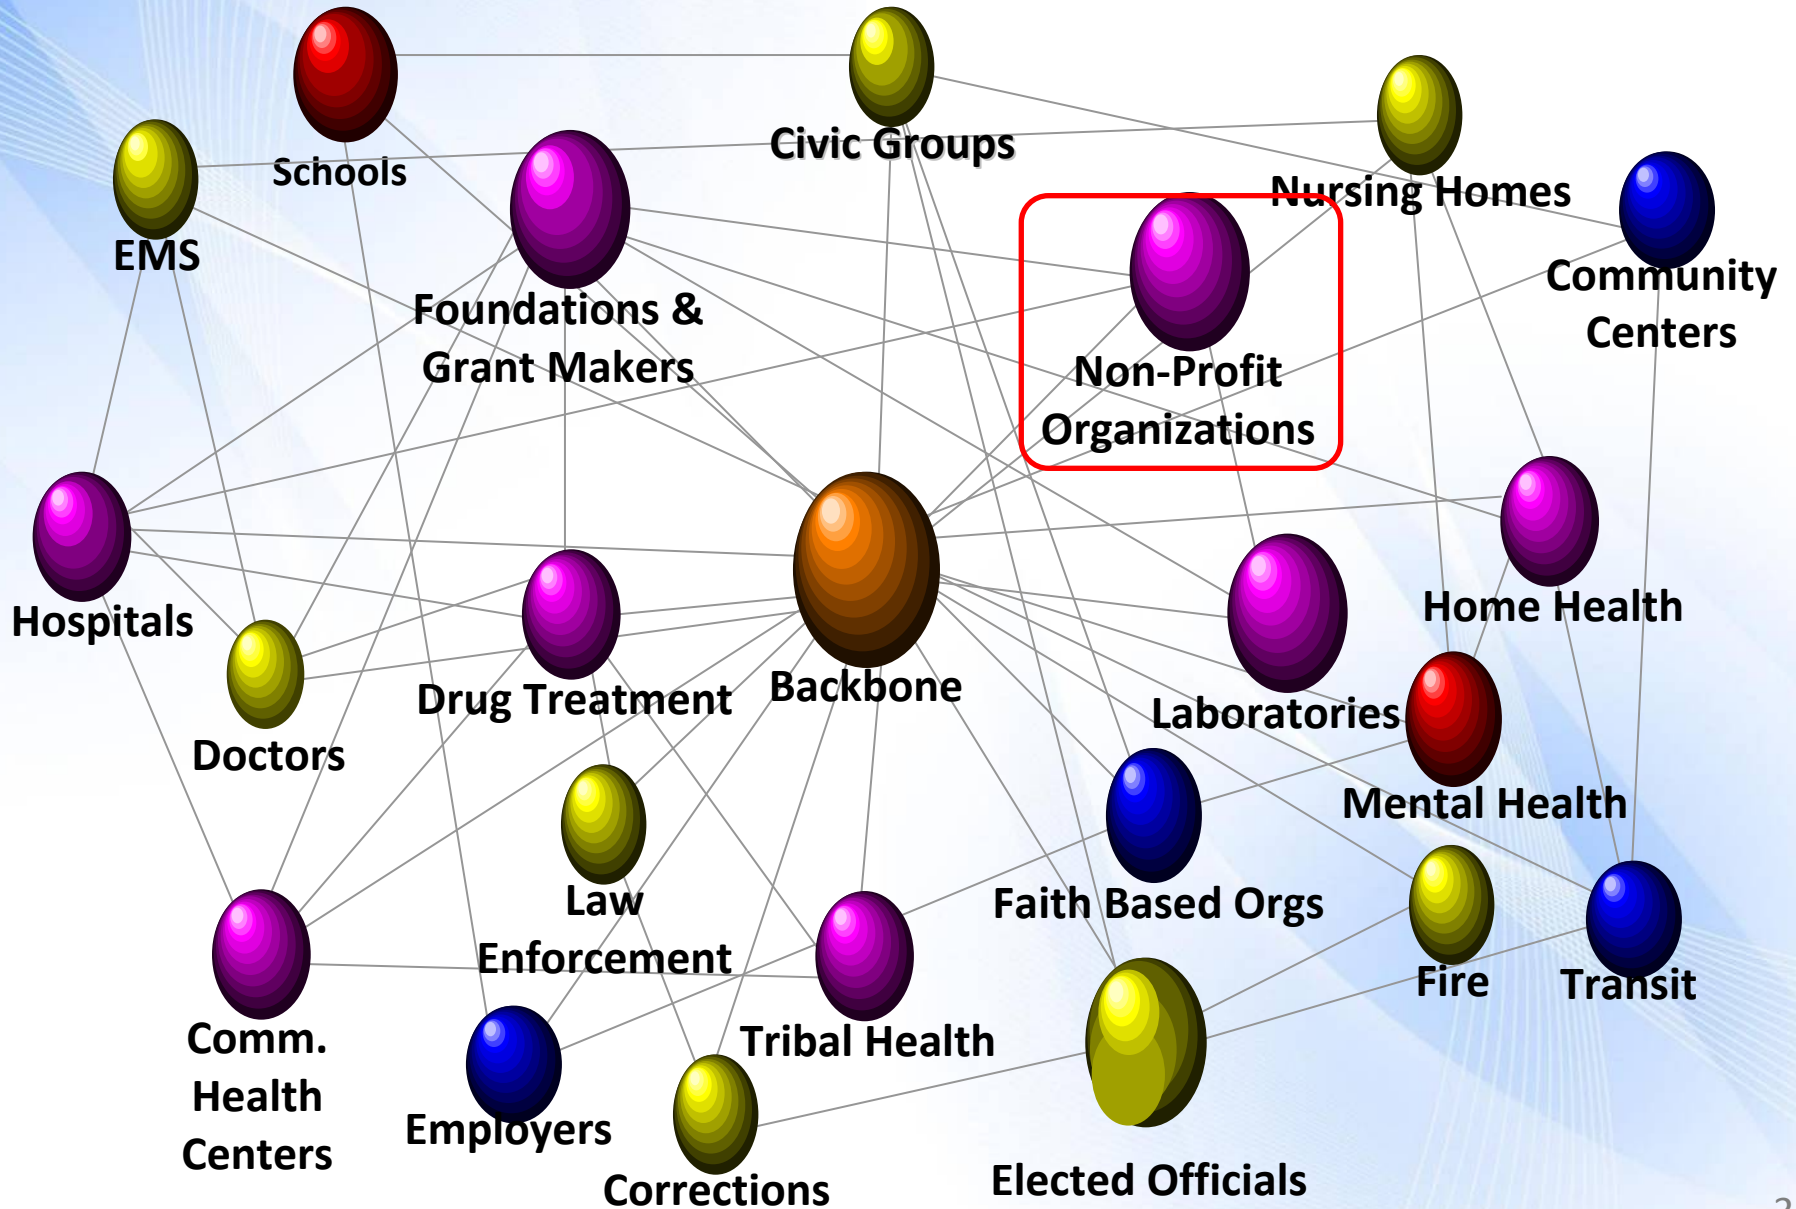 Schools
Civic Groups
Nursing Homes
EMS
Community
Centers
Foundations &
Grant Makers
Non-Profit
Organizations
Hospitals
Home Health
Doctors
Drug Treatment
Backbone
Laboratories
Mental Health
Law
Enforcement
Faith Based Orgs
Fire
Transit
Comm.
Health
Centers
Tribal Health
Employers
Corrections
Elected Officials
2